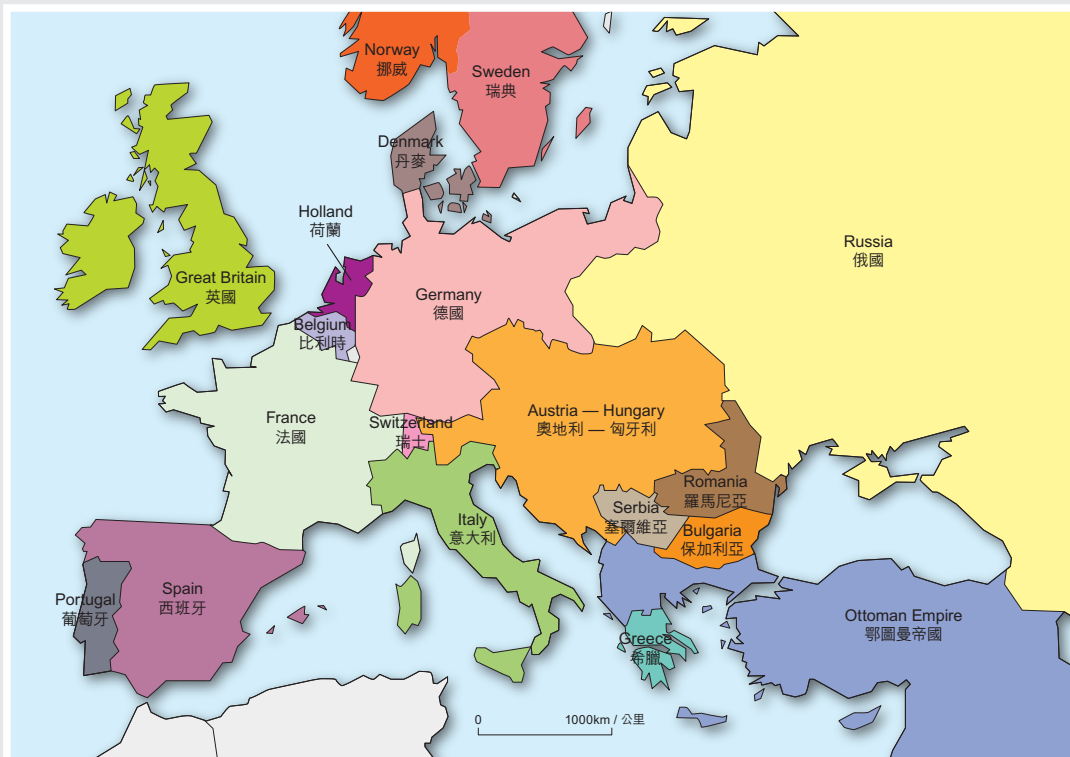 Norway
挪威
Sweden
瑞典
Denmark
丹麥
Holland
荷蘭
Great Britain
英國
Russia
俄國
Germany
德國
Belgium
比利時
France
法國
Switzerland
瑞士
Austria — Hungary
奧地利 — 匈牙利
Romania
羅馬尼亞
Serbia
塞爾維亞
Bulgaria
保加利亞
Italy
意大利
Spain
西班牙
Portugal
葡萄牙
Greece
希臘
Ottoman Empire
鄂圖曼帝國
0 1000km / 公里